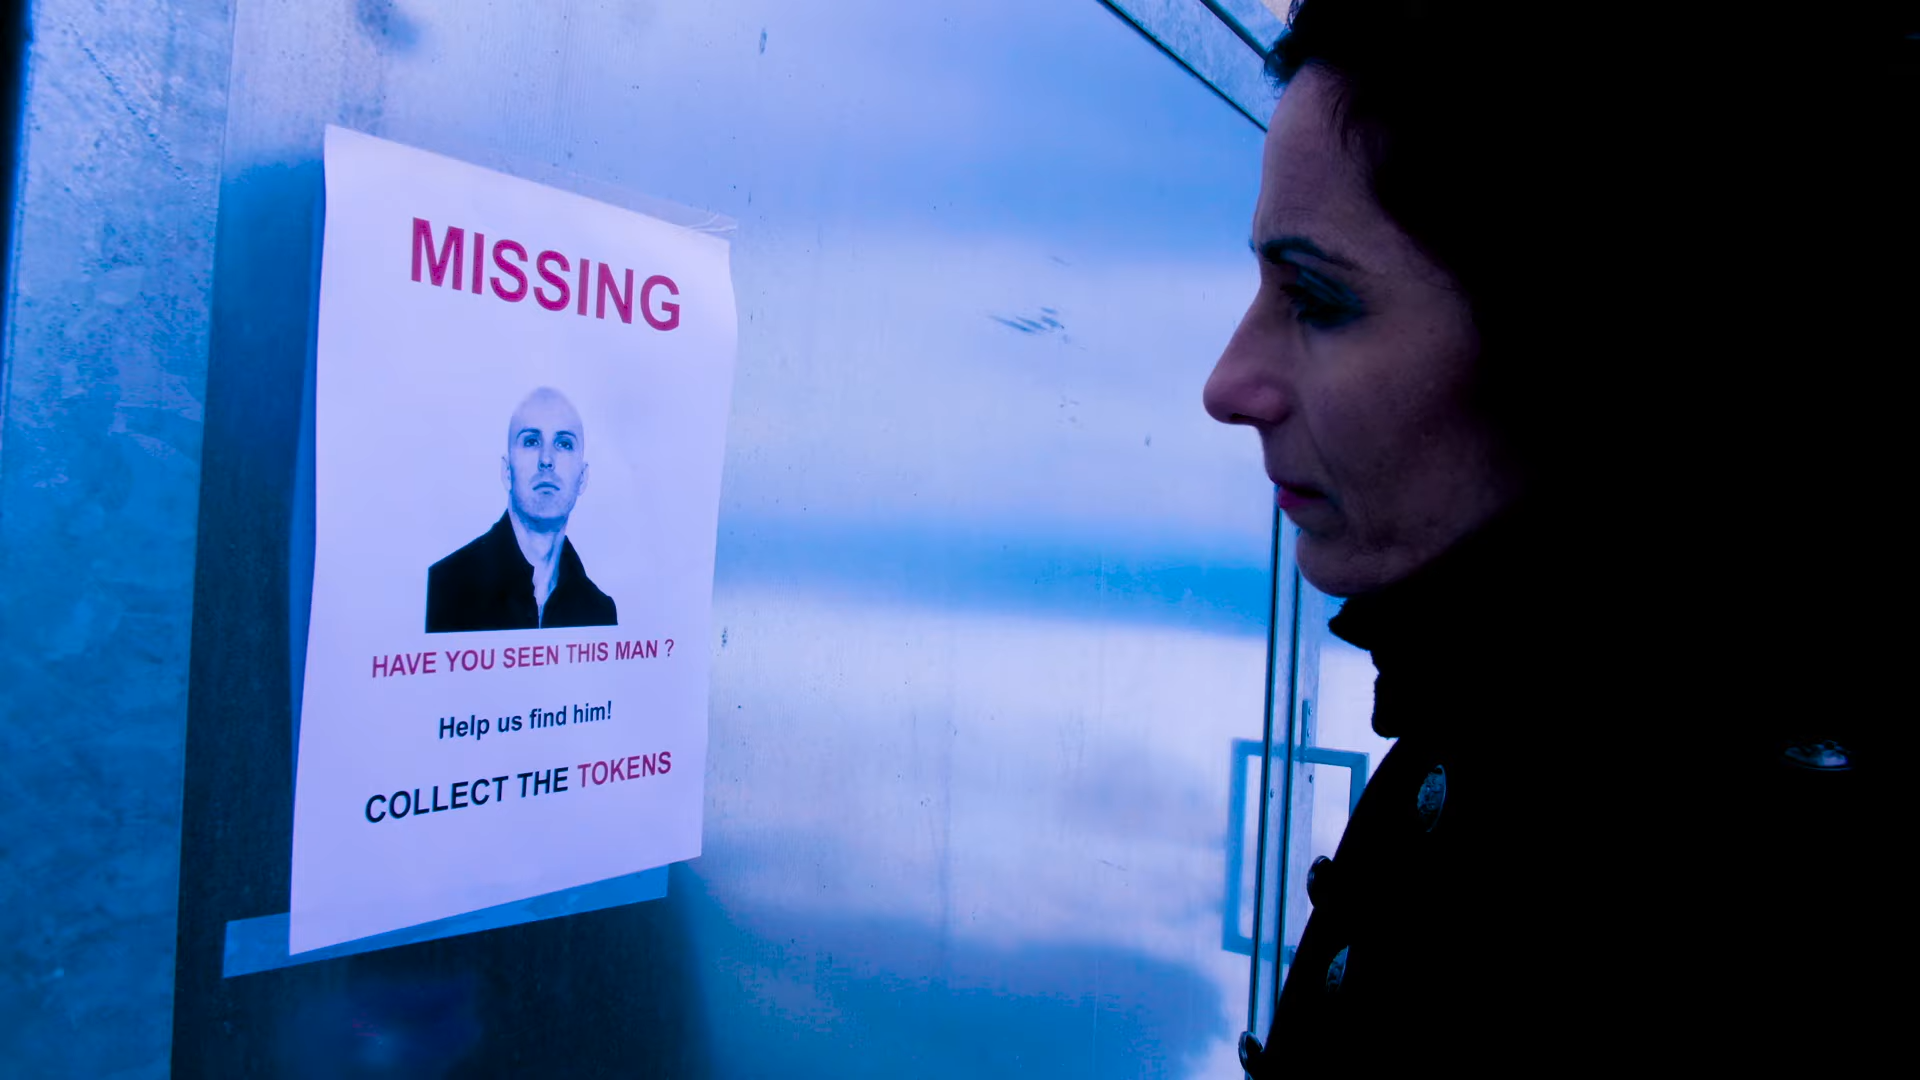 MISSING
HAVE YOU SEEN THIS MAN ?
Help us find him!
COLLECT THE TOKENS